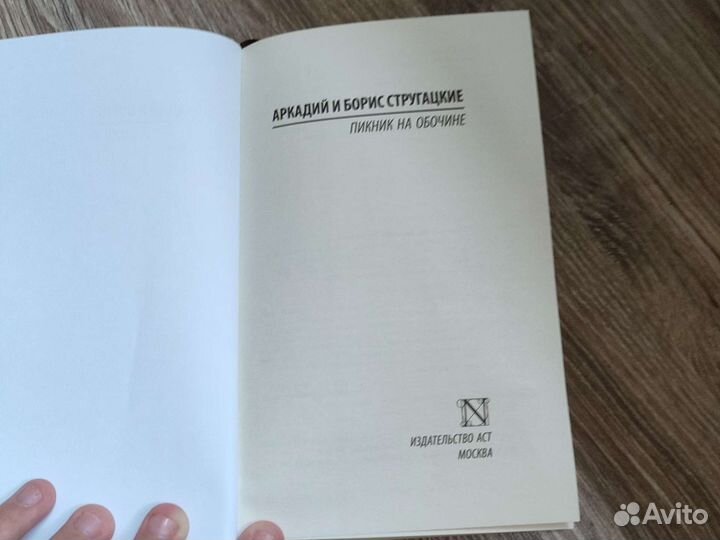 АРКАДИЙ И БОРИС СТРУГАЦКИЕ
ПИКНИК НА ОБОЧИНЕ
N
ИЗДАТЕЛЬСТВО АСТ
МОСКВА
Avito